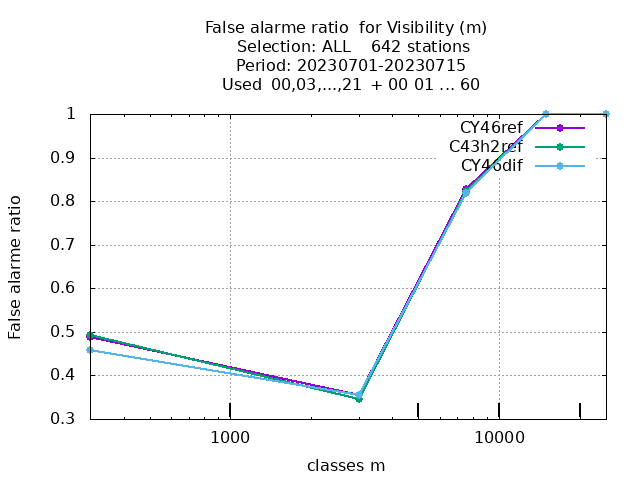 False alarme ratio  for Visibility (m)
Selection: ALL    642 stations
Period: 20230701-20230715
Used  00,03,...,21  + 00 01 ... 60
1
CY46ref
C43h2ref
CY46dif
0.9
0.8
0.7
0.6
0.5
0.4
0.3
False alarme ratio
1000
10000
classes m